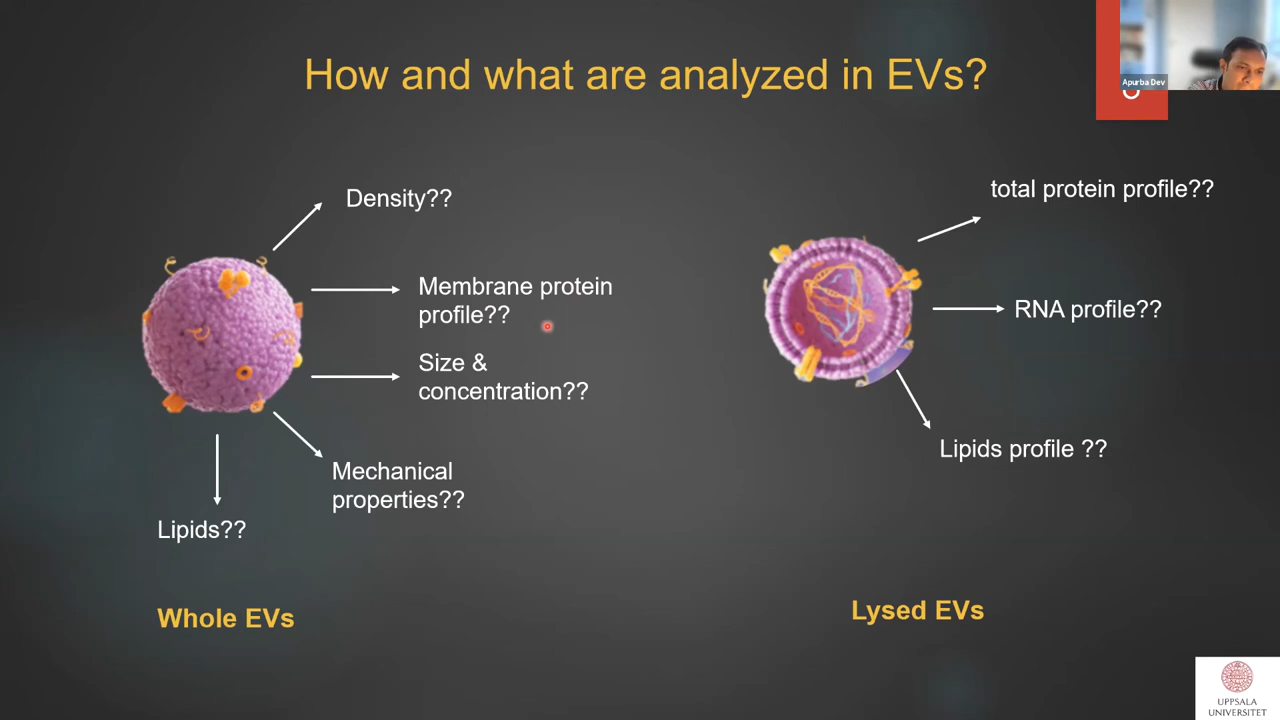 How and what are analyzed in EVs?
Apurba Dev
Density??
Membrane protein
profile??
Size &
concentration??
Mechanical
properties??
Lipids??
Whole EVs
total protein profile??
RNA profile??
Lipids profile ??
Lysed EVs
UPPSALA
UNIVERSITET